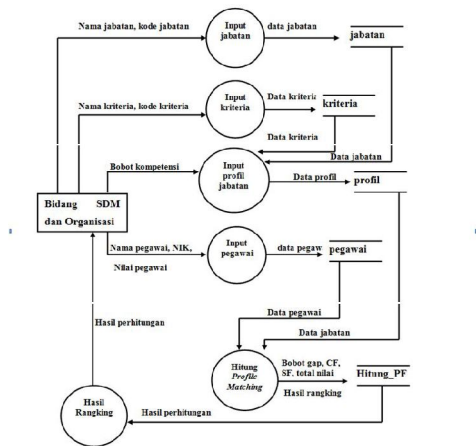 Nama jabatan, kode jabatan
Input
jabatan
data jabatan
jabatan
Nama kriteria, kode kriteria
Input
kriteria
Data kriteria
kriteria
Data kriteria
Data jabatan
Bobot kompetensi
Input
profil
jabatan
Data profil
profil
Bidang SDM
dan Organisasi
Nama pegawai, NIK,
Nilai pegawai
Input
pegawai
data pegaw
pegawai
Data pegawai
Data jabatan
Hasil perhitungan
Hitung
Profile
Matching
Bobot gap, CF,
SF. total nilai
Hasil rangking
Hitung_PF
Hasil
Rangking
Hasil perhitungan